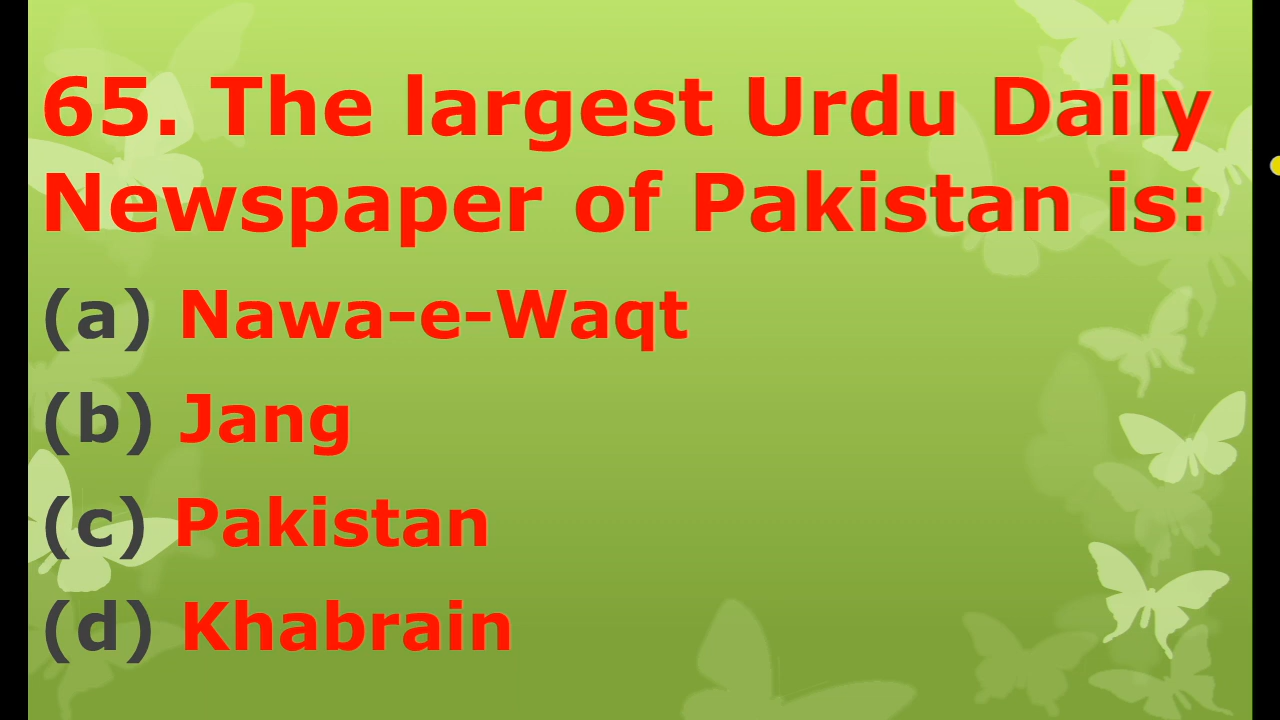 65. The largest Urdu Daily
Newspaper of Pakistan is:
(a) Nawa-e-Waqt
(b) Jang
(c) Pakistan
(d) Khabrain